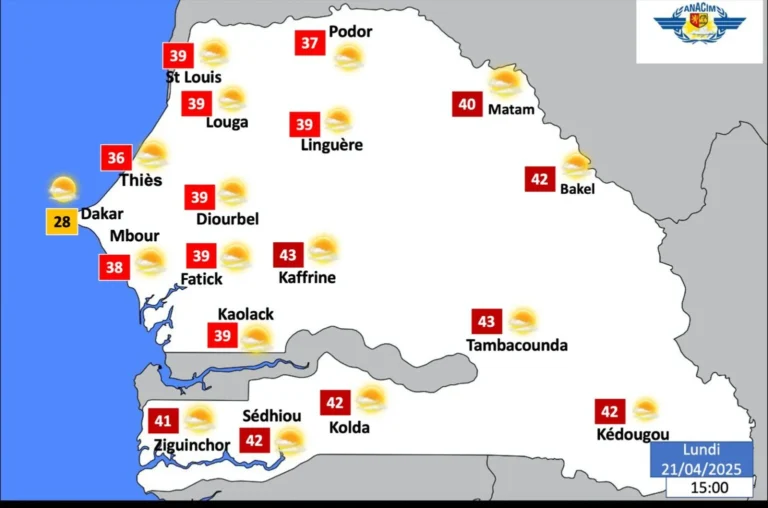 ANACIM
37
Podor
39
St Louis
39
Louga
40
Matam
39
Linguère
36
Thiès
42
Bakel
28
Dakar
39
Diourbel
Mbour
38
39
Fatick
43
Kaffrine
Kaolack
39
43
Tambacounda
41
Ziguinchor
Sédhiou
42
42
Kolda
42
Kédougou
Lundi
21/04/2025
15:00